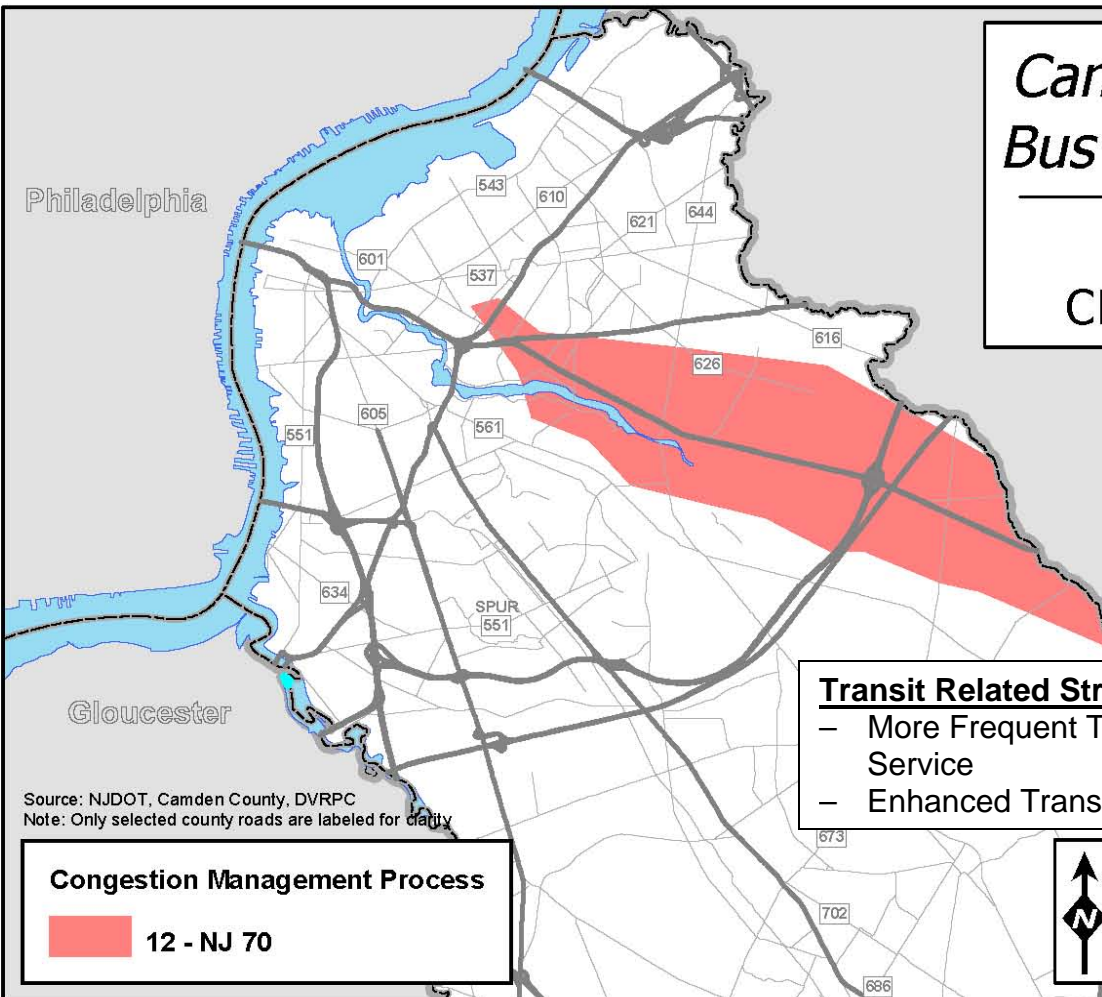 Can
Bus
Cl
Philadelphia
543
610
621
644
601
537
616
626
605
551
561
634
SPUR
551
Gloucester
Transit Related Str
– More Frequent T
Service
– Enhanced Trans
Source: NJDOT, Camden County, DVRPC
Note: Only selected county roads are labeled for clarity
673
Congestion Management Process
12 - NJ 70
702
N
686